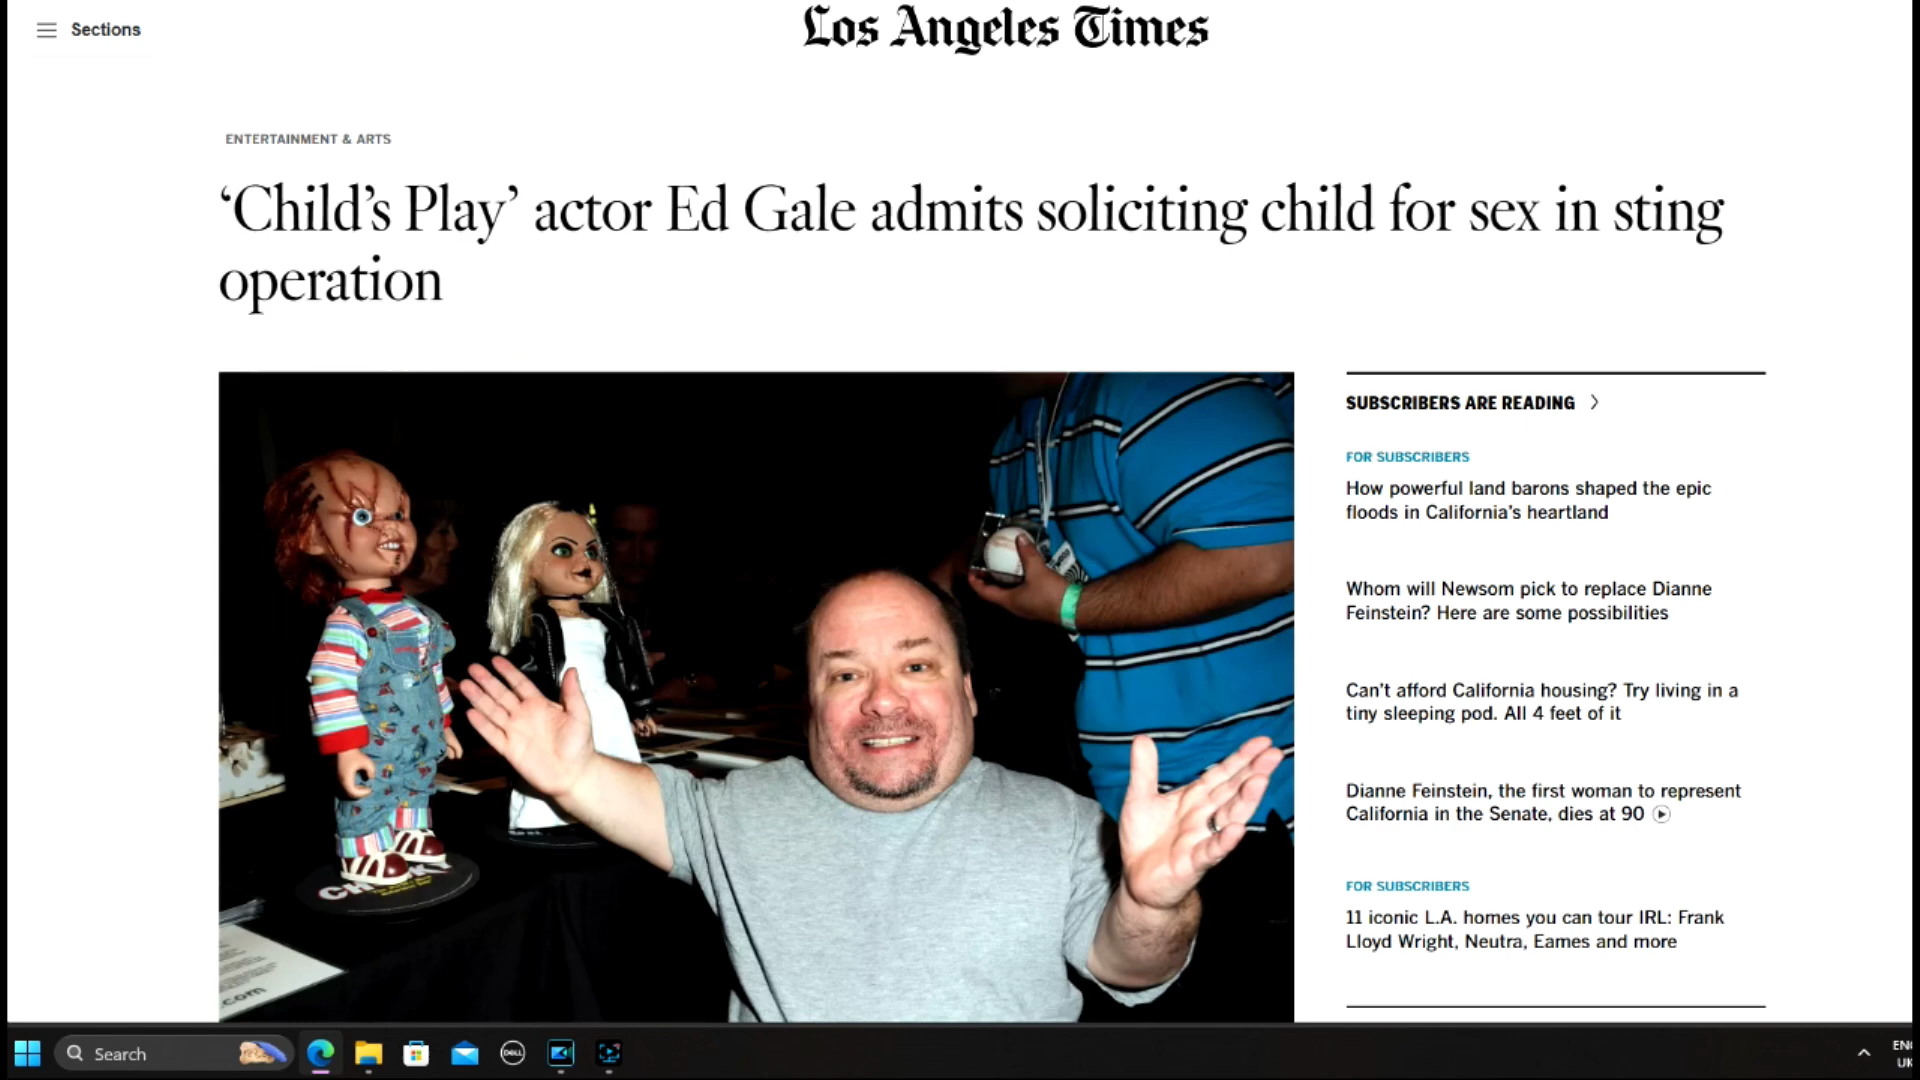 Sections
Los Angeles Times
ENTERTAINMENT & ARTS
‘Child’s Play’ actor Ed Gale admits soliciting child for sex in sting
operation
SUBSCRIBERS ARE READING
FOR SUBSCRIBERS
How powerful land barons shaped the epic
floods in California’s heartland
Whom will Newsom pick to replace Dianne
Feinstein? Here are some possibilities
Can’t afford California housing? Try living in a
tiny sleeping pod. All 4 feet of it
Dianne Feinstein, the first woman to represent
California in the Senate, dies at 90
FOR SUBSCRIBERS
11 iconic L.A. homes you can tour IRL: Frank
Lloyd Wright, Neutra, Eames and more
.com
Search
DELL
ENG
UK